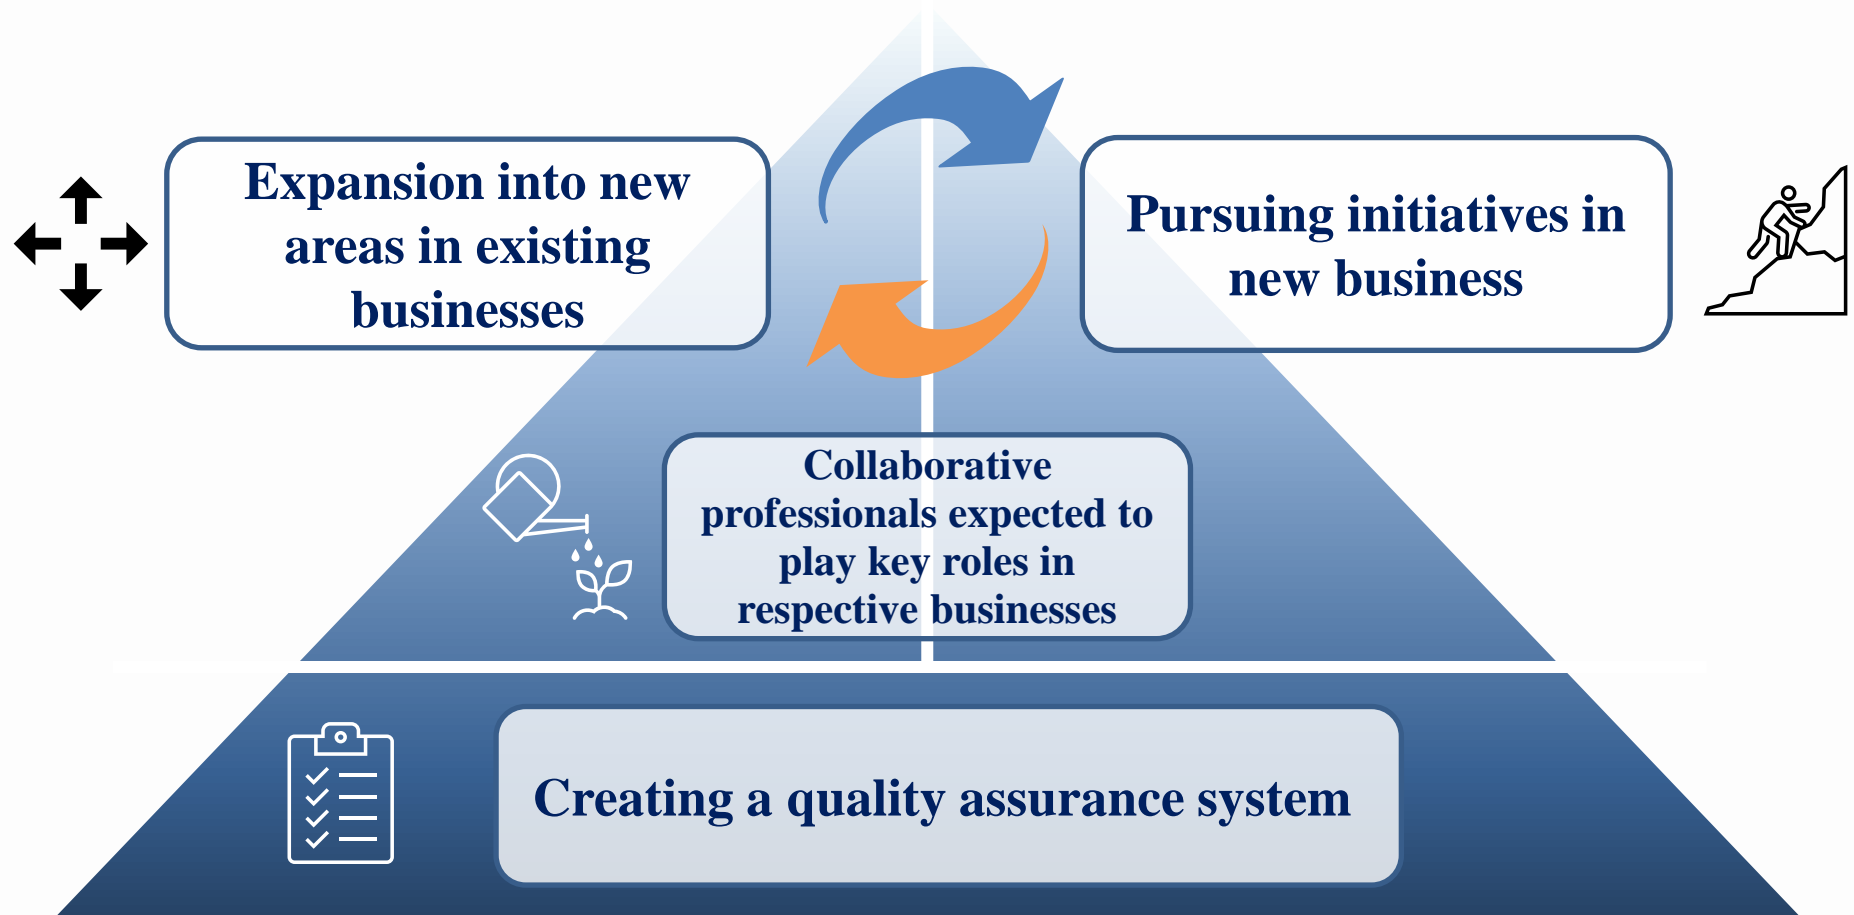 Expansion into new
areas in existing
businesses
Pursuing initiatives in
new business
Collaborative
professionals expected to
play key roles in
respective businesses
Creating a quality assurance system